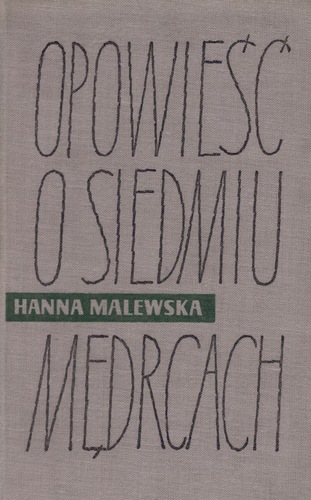 OPOWIEŚĆ
O SIEDMIU
HANNA MALEWSKA
MĘDRCACH